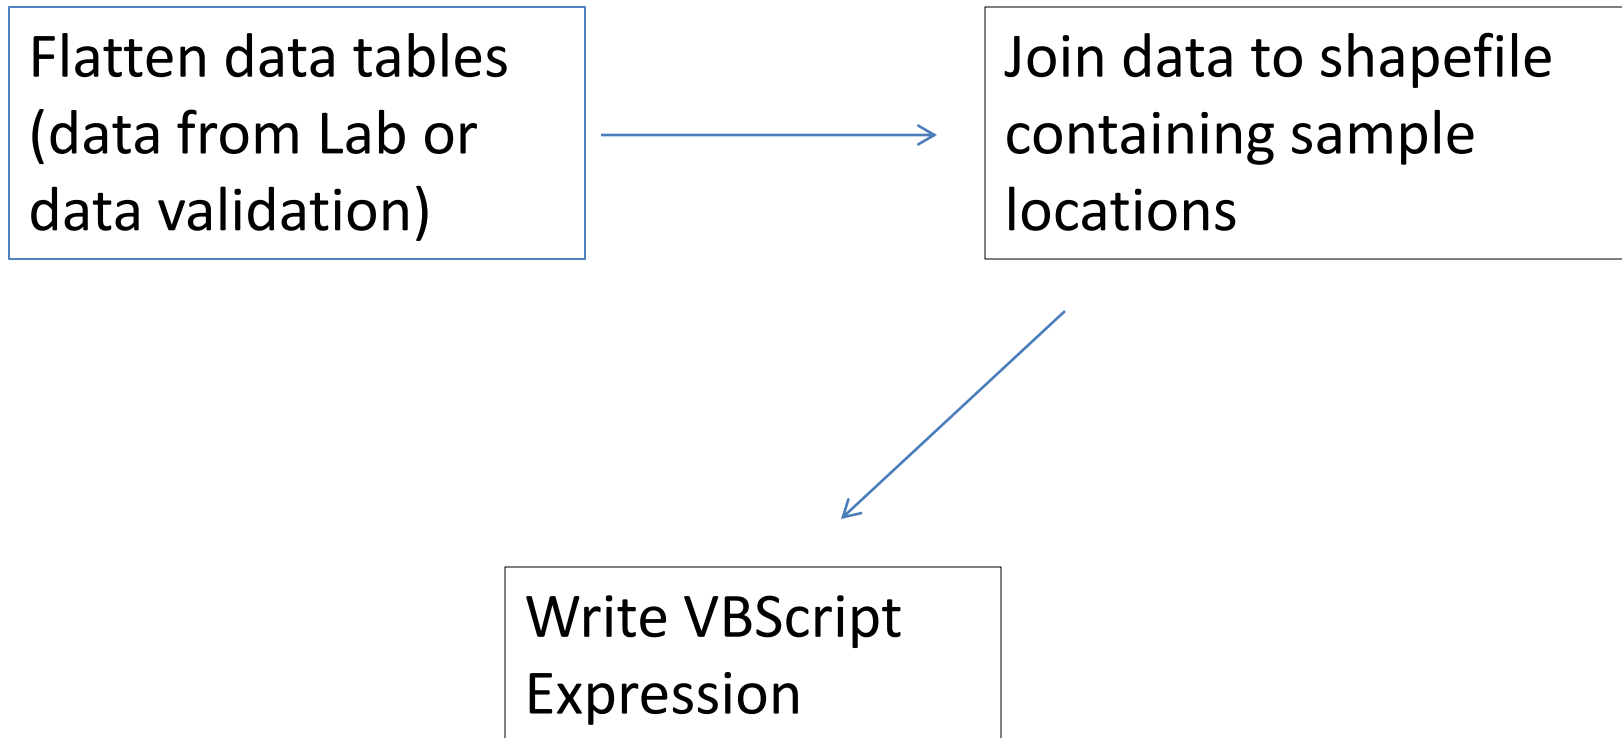 Flatten data tables
(data from Lab or
data validation)
Join data to shapefile
containing sample
locations
Write VBScript
Expression